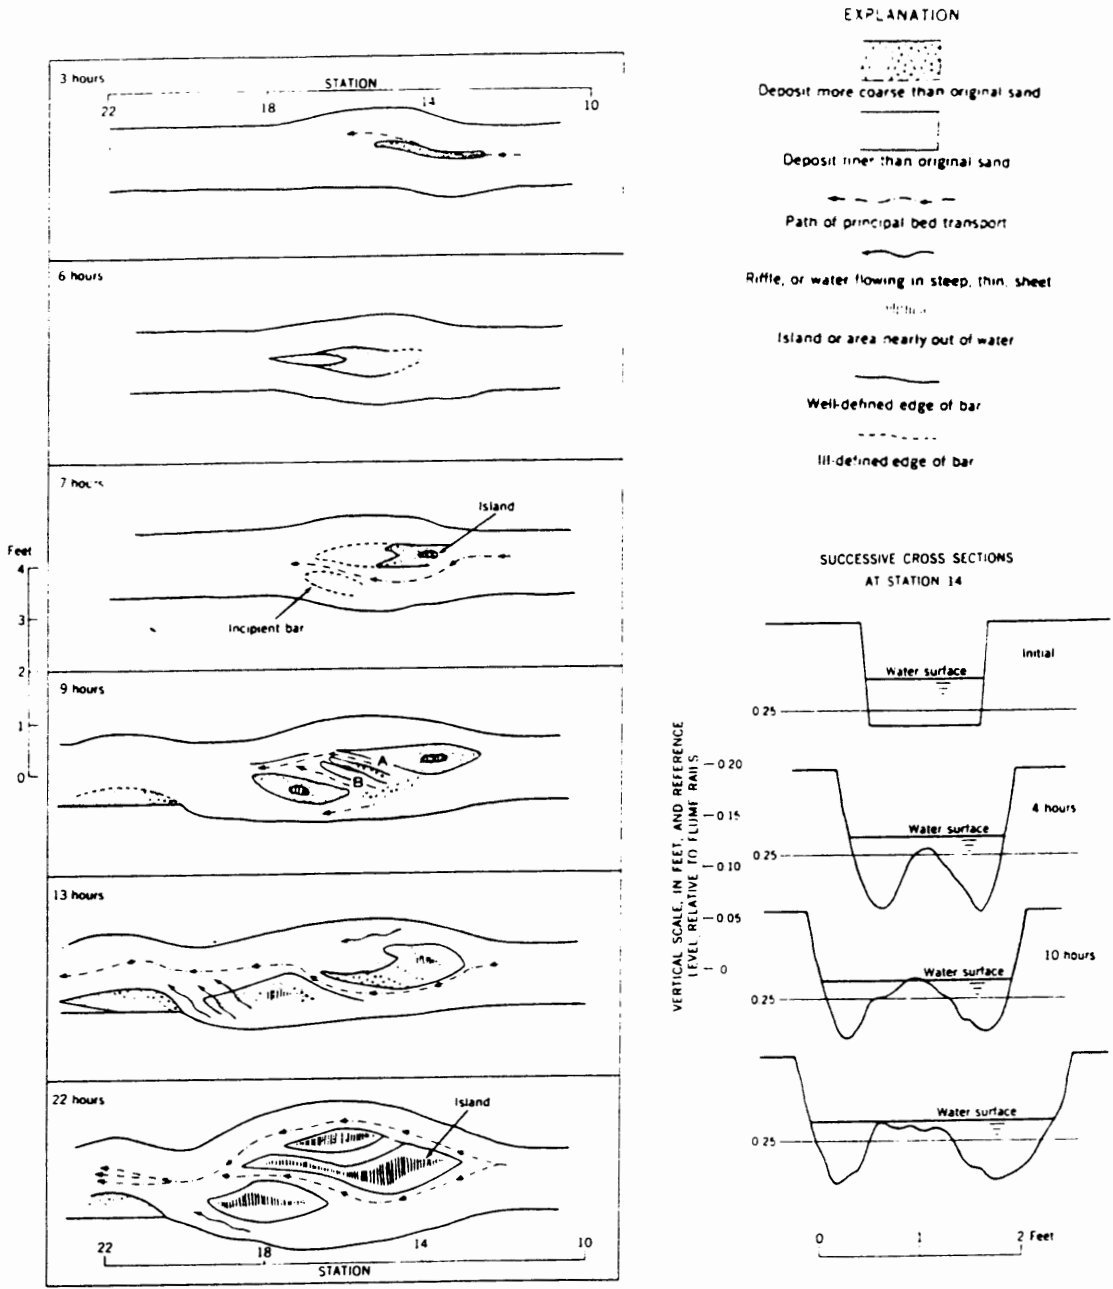 3 hours
STATION
22
18
14
10
6 hours
7 hours
Island
Incipient bar
Feet
4
3
2
1
0
9 hours
A
B
13 hours
22 hours
Island
22
18
14
10
STATION
EXPLANATION
Deposit more coarse than original sand
Deposit finer than original sand
Path of principal bed transport
Riffle, or water flowing in steep, thin, sheet
Island or area nearly out of water
Well-defined edge of bar
Ill-defined edge of bar
SUCCESSIVE CROSS SECTIONS
AT STATION 14
Initial
Water surface
0.25
VERTICAL SCALE, IN FEET, AND REFERENCE
LEVEL, RELATIVE TO FLUME RAILS
0.20
0.15
0.10
0.05
0
4 hours
Water surface
0.25
10 hours
Water surface
0.25
Water surface
0.25
0
1
2 Feet